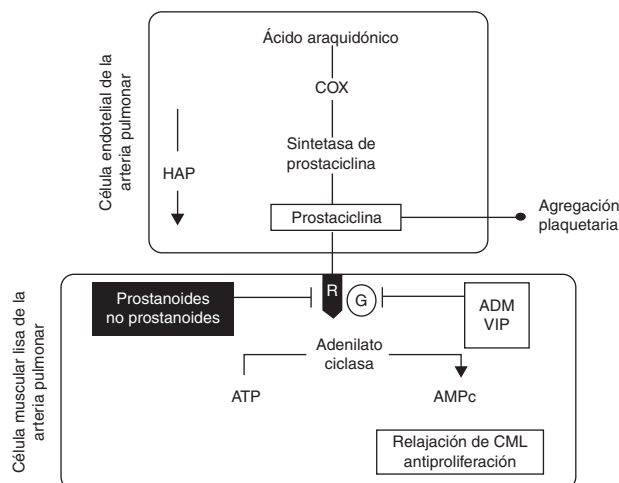 Célula endotelial de la
arteria pulmonar
Ácido araquidónico
COX
Sintetasa de
prostaciclina
HAP
Prostaciclina
Agregación
plaquetaria
Célula muscular lisa de la
arteria pulmonar
Prostanoides
no prostanoides
R
G
ADM
VIP
Adenilato
ciclasa
ATP
AMPc
Relajación de CML
antiproliferación